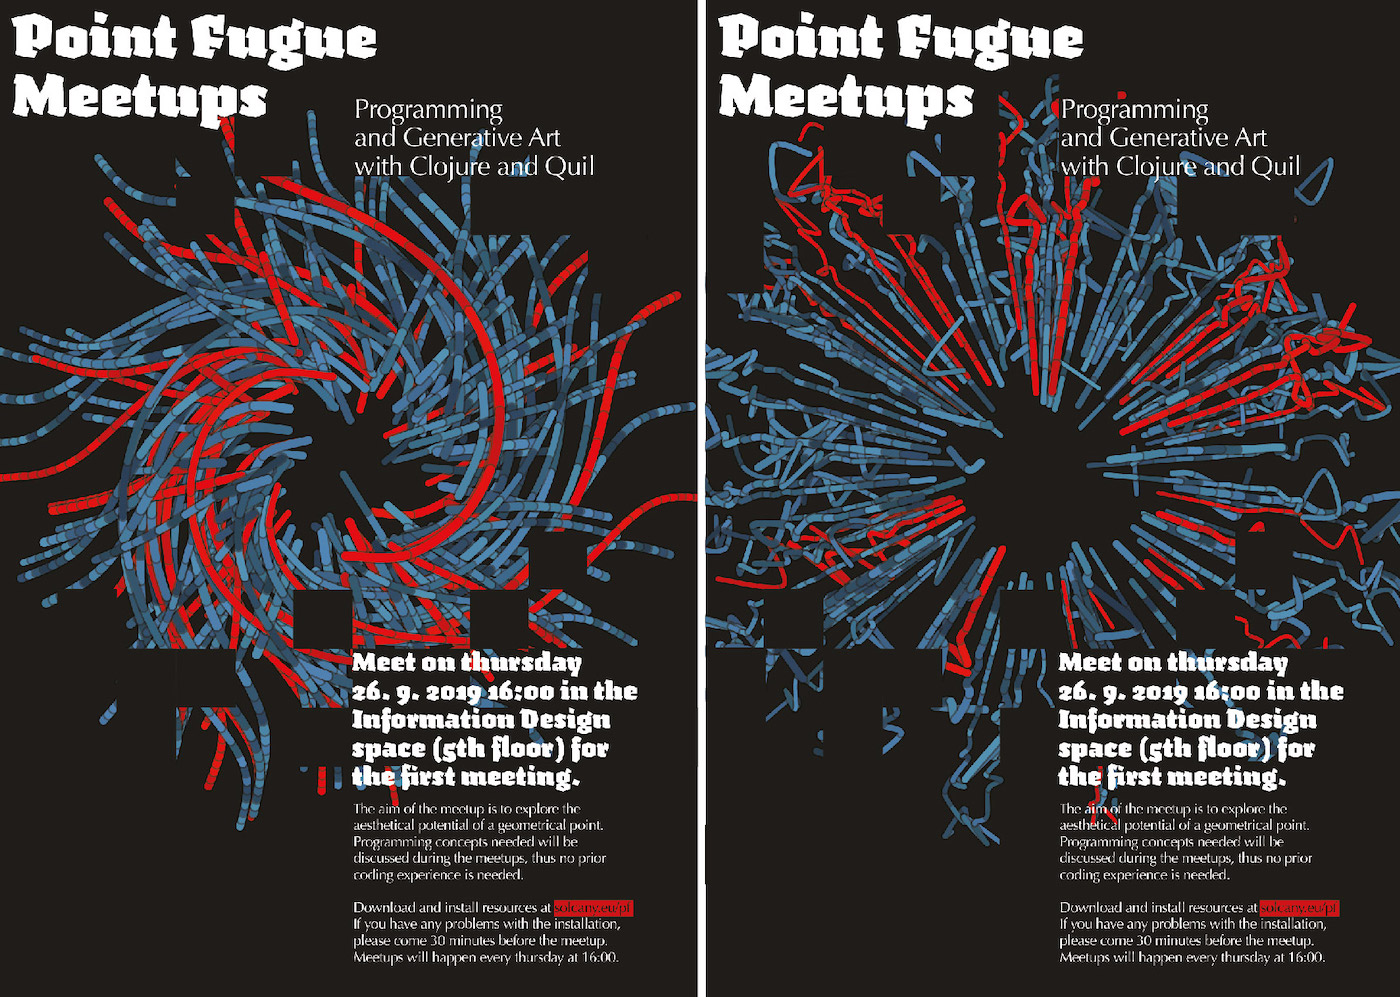 Point Fugue
Meetups
Programming
and Generative Art
with Clojure and Quil
Meet on thursday
26. 9. 2019 16:00 in the
Information Design
space (5th floor) for
the first meeting.
The aim of the meetup is to explore the
aesthetical potential of a geometrical point.
Programming concepts needed will be
discussed during the meetups, thus no prior
coding experience is needed.
Download and install resources at solcany.eu/pf
If you have any problems with the installation,
please come 30 minutes before the meetup.
Meetups will happen every thursday at 16:00.
Point Fugue
Meetups
Programming
and Generative Art
with Clojure and Quil
Meet on thursday
26. 9. 2019 16:00 in the
Information Design
space (5th floor) for
the first meeting.
The aim of the meetup is to explore the
aesthetical potential of a geometrical point.
Programming concepts needed will be
discussed during the meetups, thus no prior
coding experience is needed.
Download and install resources at solcany.eu/pf
If you have any problems with the installation,
please come 30 minutes before the meetup.
Meetups will happen every thursday at 16:00.